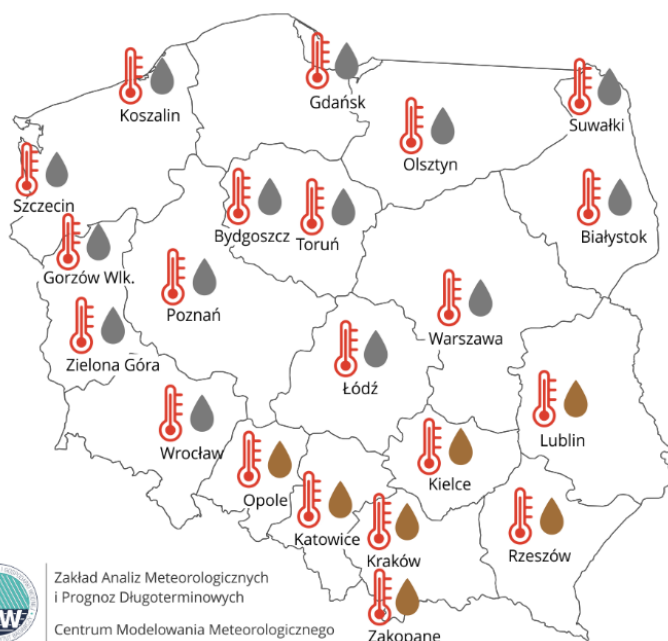 Koszalin
Gdańsk
Suwałki
Olsztyn
Szczecin
Bydgoszcz
Toruń
Białystok
Gorzów Wlk.
Poznań
Warszawa
Zielona Góra
Łódź
Lublin
Wrocław
Opole
Kielce
Katowice
Kraków
Rzeszów
Zakopane
W
Zakład Analiz Meteorologicznych
i Prognoz Długoterminowych
Centrum Modelowania Meteorologicznego